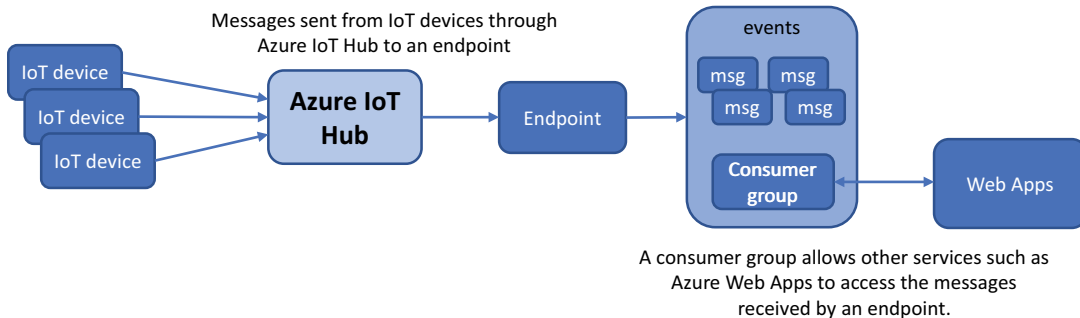 Messages sent from IoT devices through
Azure IoT Hub to an endpoint
IoT device
IoT device
IoT device
Azure IoT
Hub
Endpoint
events
msg
msg
msg
msg
Consumer
group
Web Apps
A consumer group allows other services such as
Azure Web Apps to access the messages
received by an endpoint.